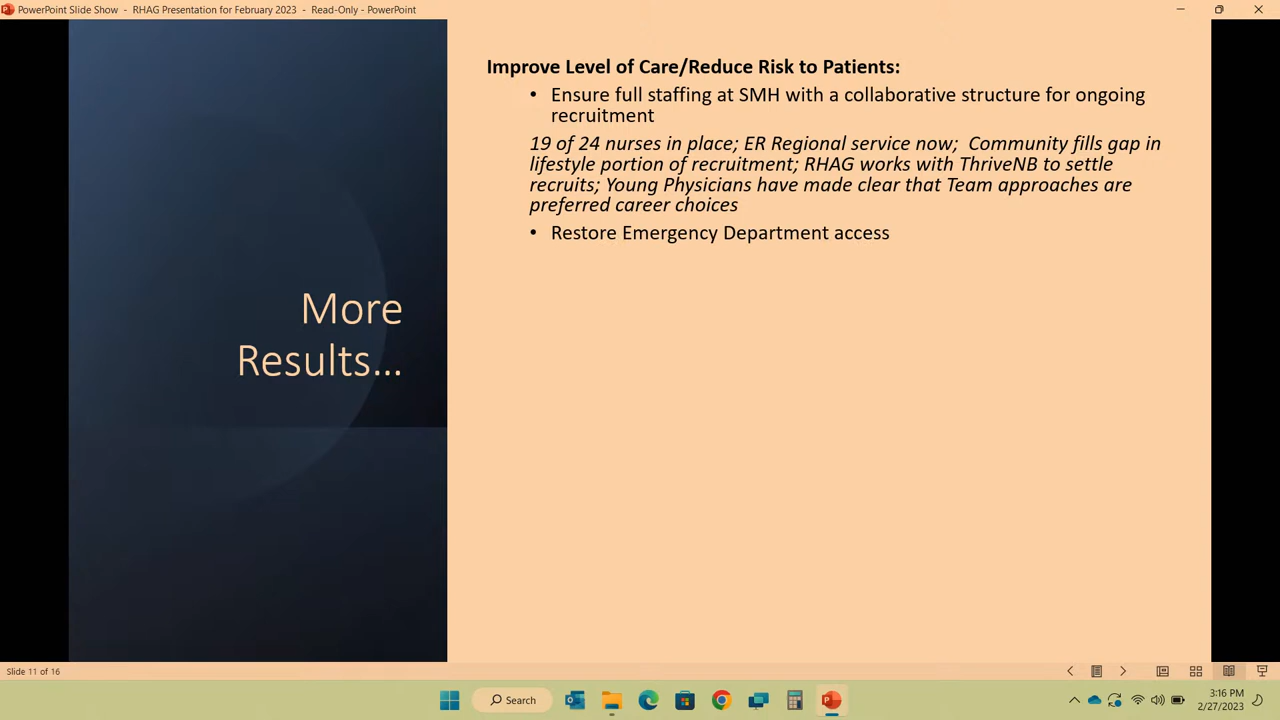 PowerPoint Slide Show - RHAG Presentation for February 2023 - Read-Only - PowerPoint
Improve Level of Care/Reduce Risk to Patients:
• Ensure full staffing at SMH with a collaborative structure for ongoing
recruitment
19 of 24 nurses in place; ER Regional service now; Community fills gap in
lifestyle portion of recruitment; RHAG works with ThriveNB to settle
recruits; Young Physicians have made clear that Team approaches are
preferred career choices
• Restore Emergency Department access
More
Results...
Slide 11 of 16
Search
3:16 PM
2/27/2023